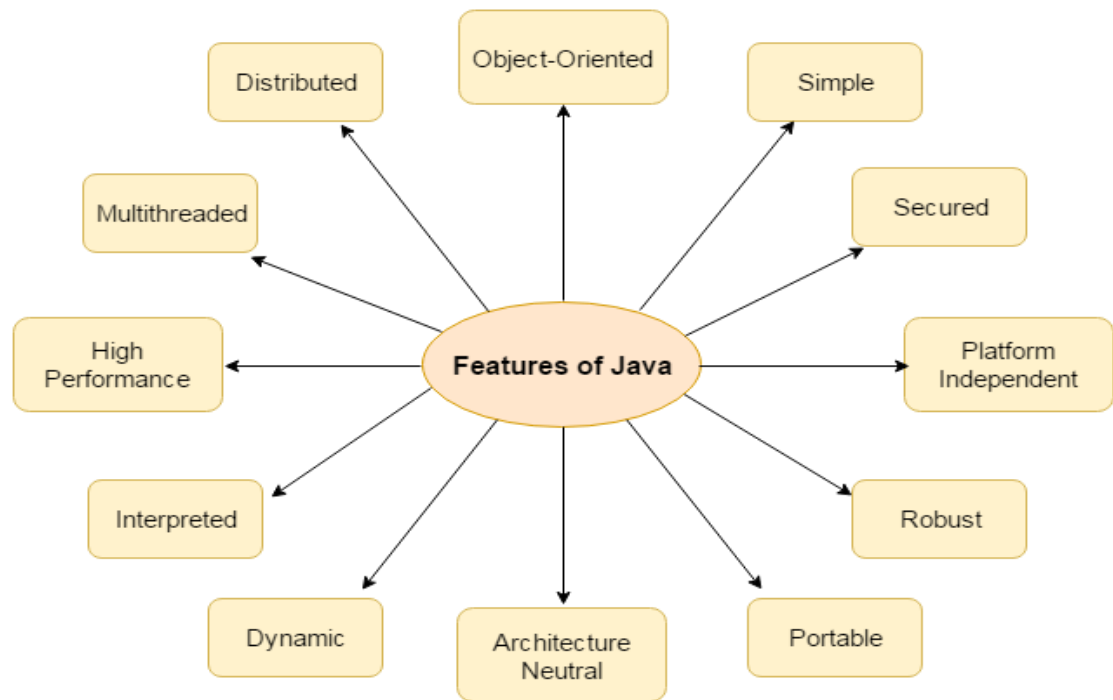 Object-Oriented
Distributed
Simple
Multithreaded
Secured
High
Performance
Features of Java
Platform
Independent
Interpreted
Robust
Dynamic
Architecture
Neutral
Portable